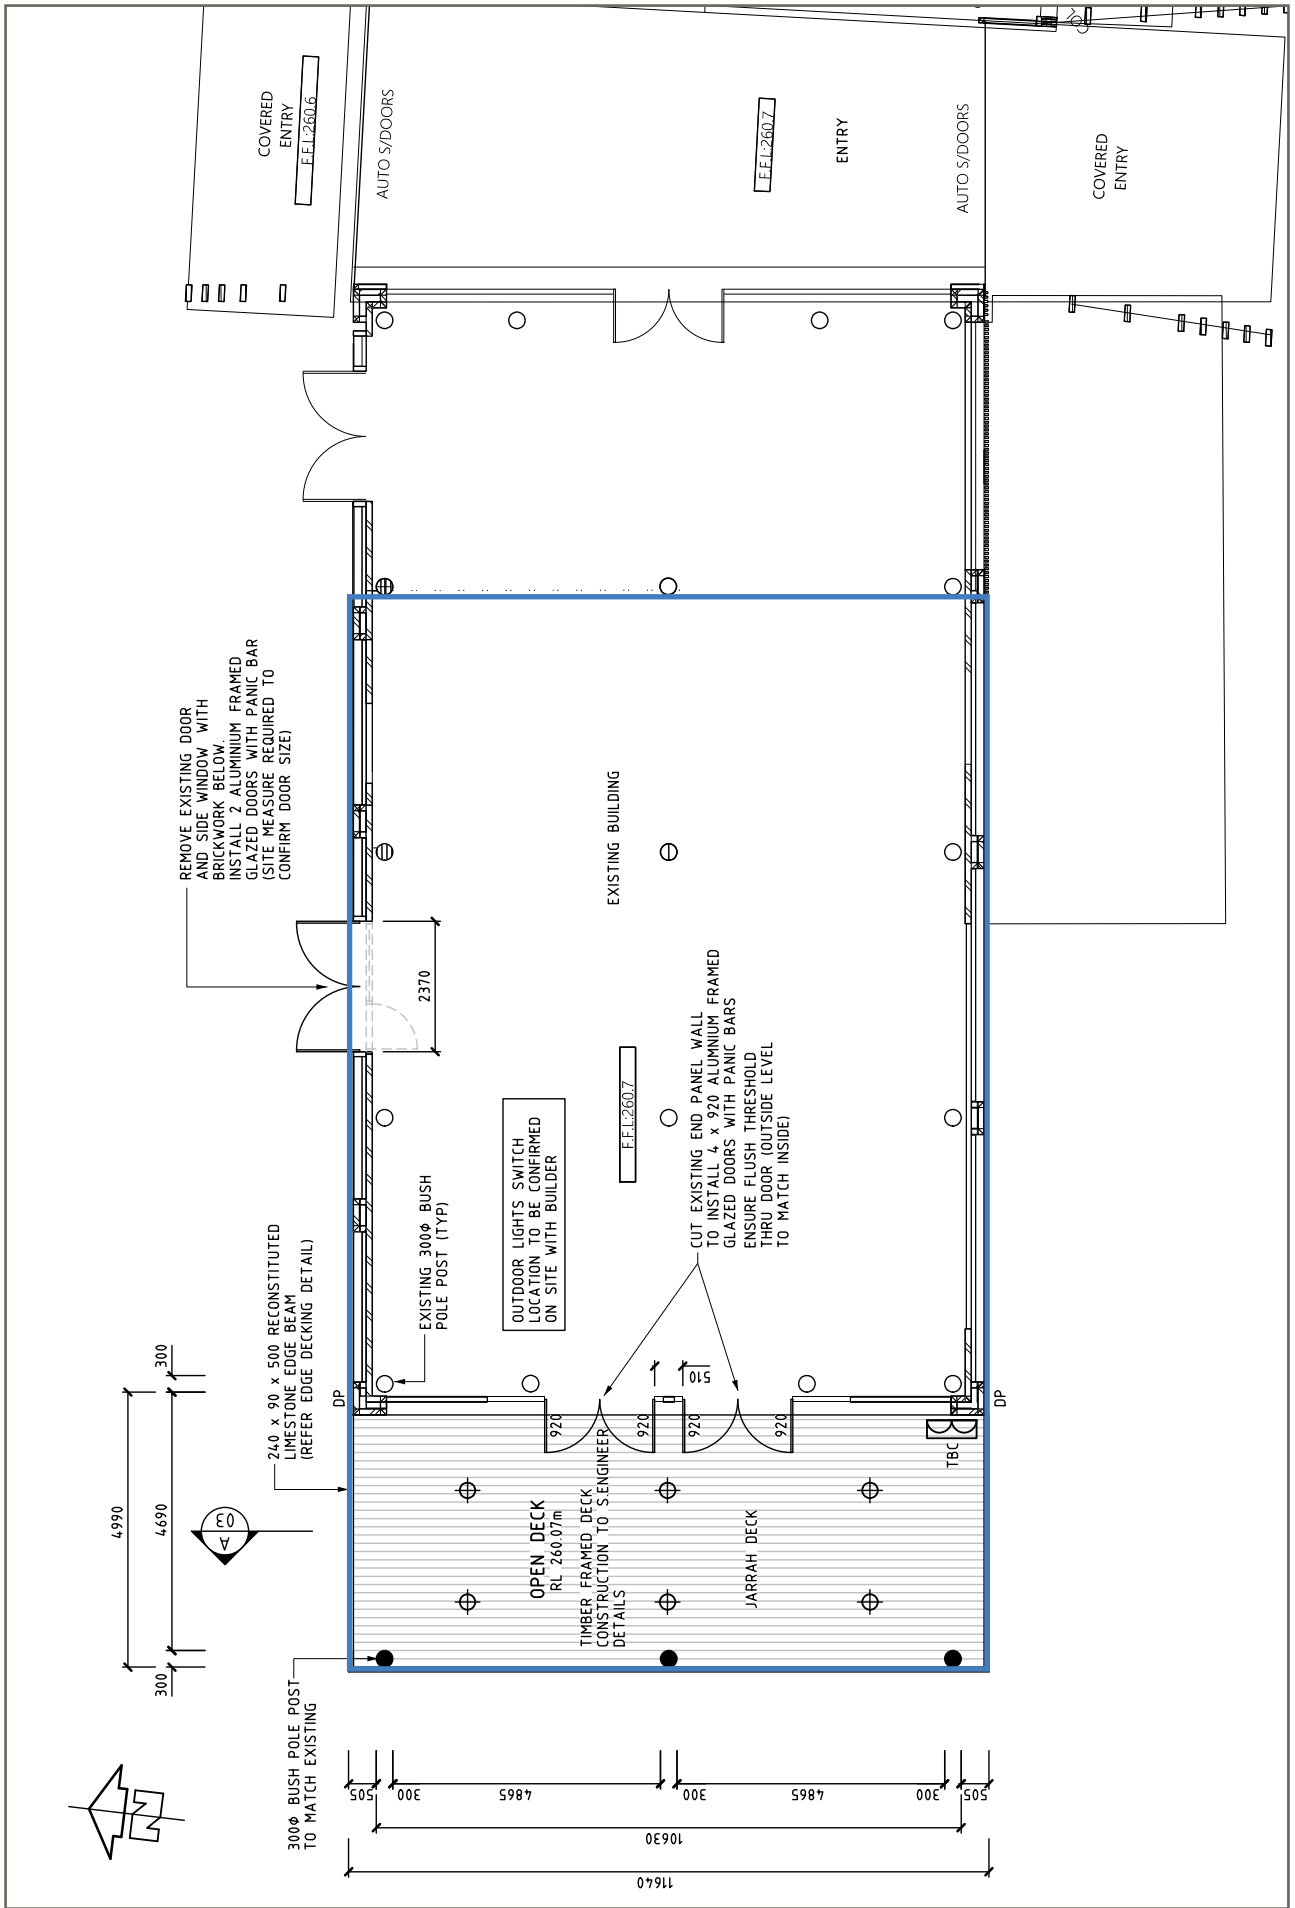 COVERED
ENTRY
F.F.L:260.6
AUTO S/DOORS
F.F.L:260.7
ENTRY
AUTO S/DOORS
COVERED
ENTRY
REMOVE EXISTING DOOR
AND SIDE WINDOW WITH
BRICKWORK BELOW.
INSTALL 2 ALUMINIUM FRAMED
GLAZED DOORS WITH PANIC BAR
(SITE MEASURE REQUIRED TO
CONFIRM DOOR SIZE)
EXISTING BUILDING
2370
F.F.L:260.7
CUT EXISTING END PANEL WALL
TO INSTALL 4 x 920 ALUMNIUM FRAMED
GLAZED DOORS WITH PANIC BARS
ENSURE FLUSH THRESHOLD
THRU DOOR (OUTSIDE LEVEL
TO MATCH INSIDE)
OUTDOOR LIGHTS SWITCH
LOCATION TO BE CONFIRMED
ON SITE WITH BUILDER
EXISTING 300ϕ BUSH
POLE POST (TYP)
240 x 90 x 500 RECONSTITUTED
LIMESTONE EDGE BEAM
(REFER EDGE DECKING DETAIL)
300
4990
4690
300
A
03
DP
DP
510
920
920
920
920
TBC
OPEN DECK
RL 260.07m
TIMBER FRAMED DECK
CONSTRUCTION TO S.ENGINEER
DETAILS
JARRAH DECK
300ϕ BUSH POLE POST
TO MATCH EXISTING
N
505
300
4865
300
4865
300
505
10630
11640